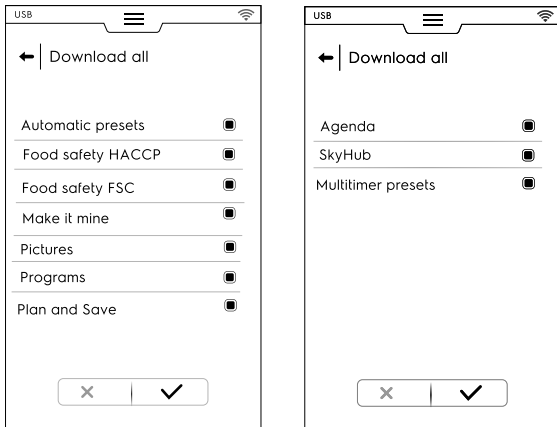 USB
Download all
Automatic presets
Food safety HACCP
Food safety FSC
Make it mine
Pictures
Programs
Plan and Save
USB
Download all
Agenda
SkyHub
Multitimer presets